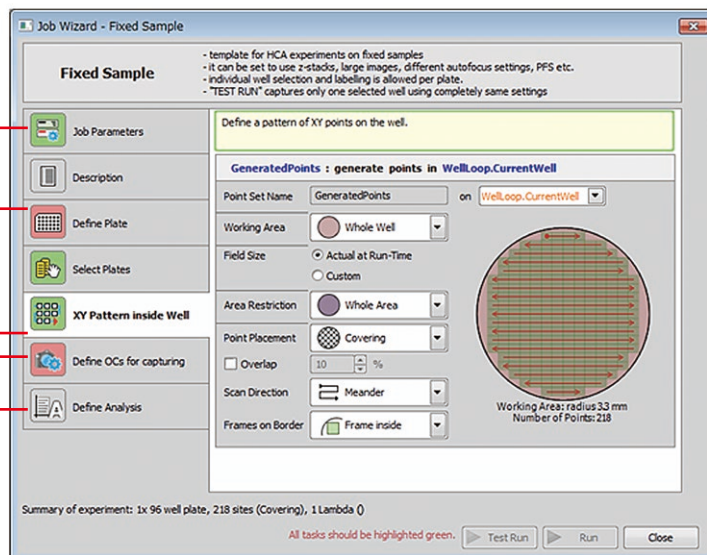 Job Wizard - Fixed Sample
Fixed Sample
- template for HCA experiments on fixed samples
- it can be set to use z-stacks, large images, different autofocus settings, PFS etc.
- individual well selection and labelling is allowed per plate.
- "TEST RUN" captures only one selected well using completely same settings
Job Parameters
Description
Define Plate
Select Plates
XY Pattern inside Well
Define OCs for capturing
Define Analysis
Define a pattern of XY points on the well.
GeneratedPoints : generate points in WellLoop.CurrentWell
Point Set Name GeneratedPoints on WellLoop.CurrentWell
Working Area Whole Well
Field Size Actual at Run-Time
Custom
Area Restriction Whole Area
Point Placement Covering
Overlap 10 %
Scan Direction Meander
Frames on Border Frame inside
Working Area: radius 3.3 mm
Number of Points: 218
Summary of experiment: 1x 96 well plate, 218 sites (Covering), 1 Lambda ()
All tasks should be highlighted green. Test Run Run Close